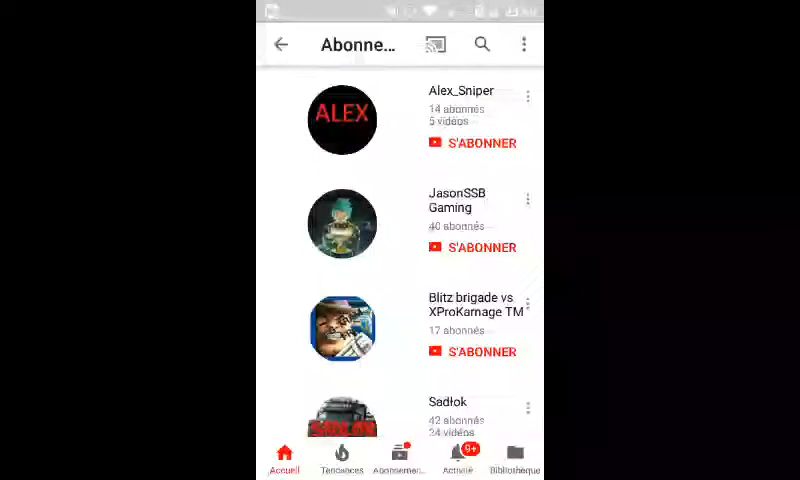 Abonne...
Alex_Sniper
ALEX
14 abonnés
5 vidéos
S'ABONNER
JasonSSB
Gaming
40 abonnés
S'ABONNER
Blitz brigade vs
XProKarnage TM
17 abonnés
S'ABONNER
Sadłok
42 abonnés
24 vidéos
9+
Accueil
Tendances
Abonnemen...
Activité
Bibliothèque